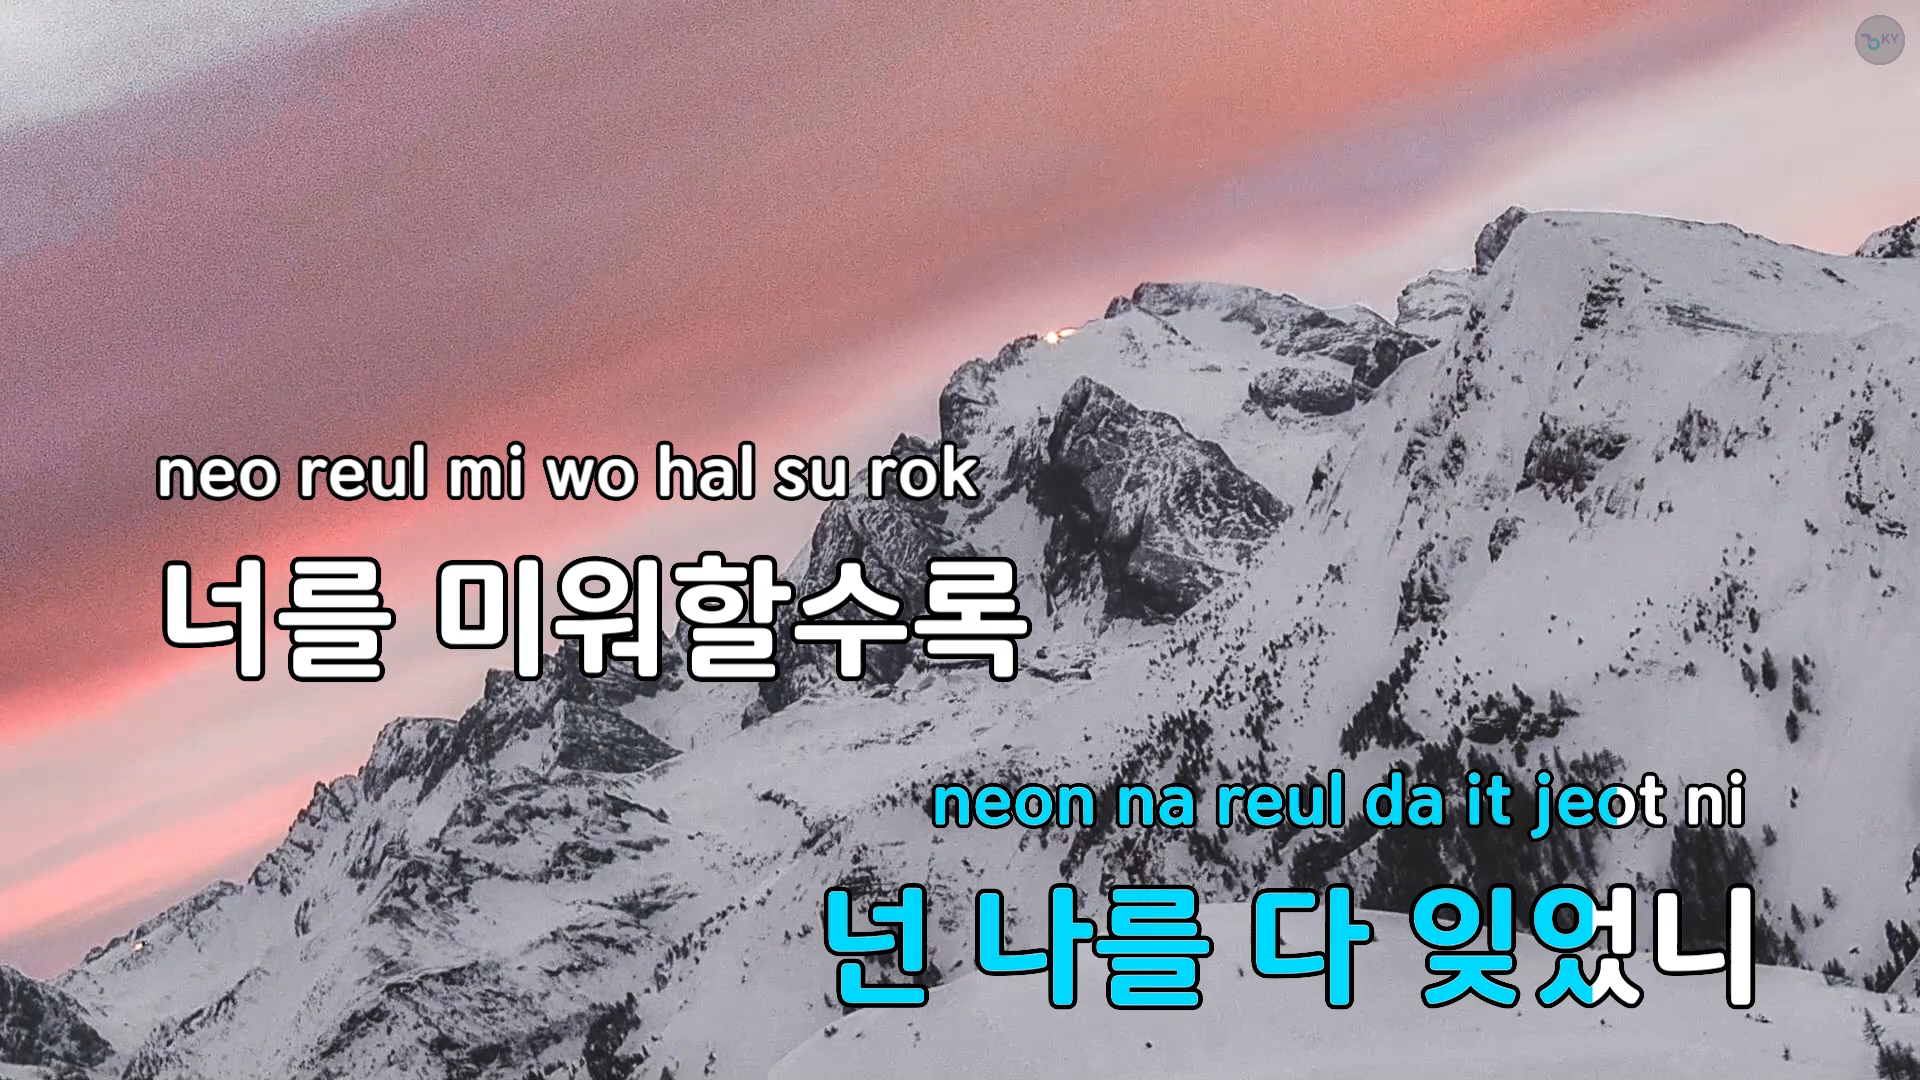 KY
neo reul mi wo hal su rok
너를 미워할수록
neon na reul da it jeot ni
넌 나를 다 잊었니